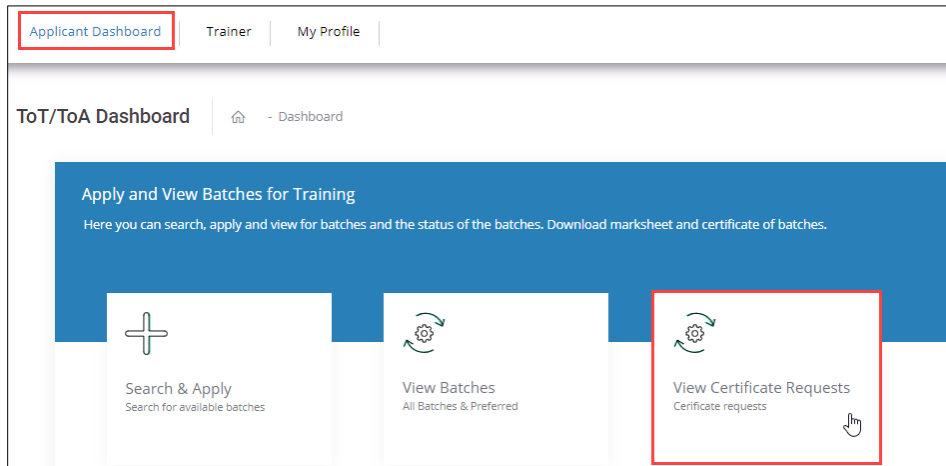 Applicant Dashboard Trainer My Profile
ToT/ToA Dashboard - Dashboard
Apply and View Batches for Training
Here you can search, apply and view for batches and the status of the batches. Download marksheet and certificate of batches.
Search & Apply
Search for available batches
View Batches
All Batches & Preferred
View Certificate Requests
Cerificate requests